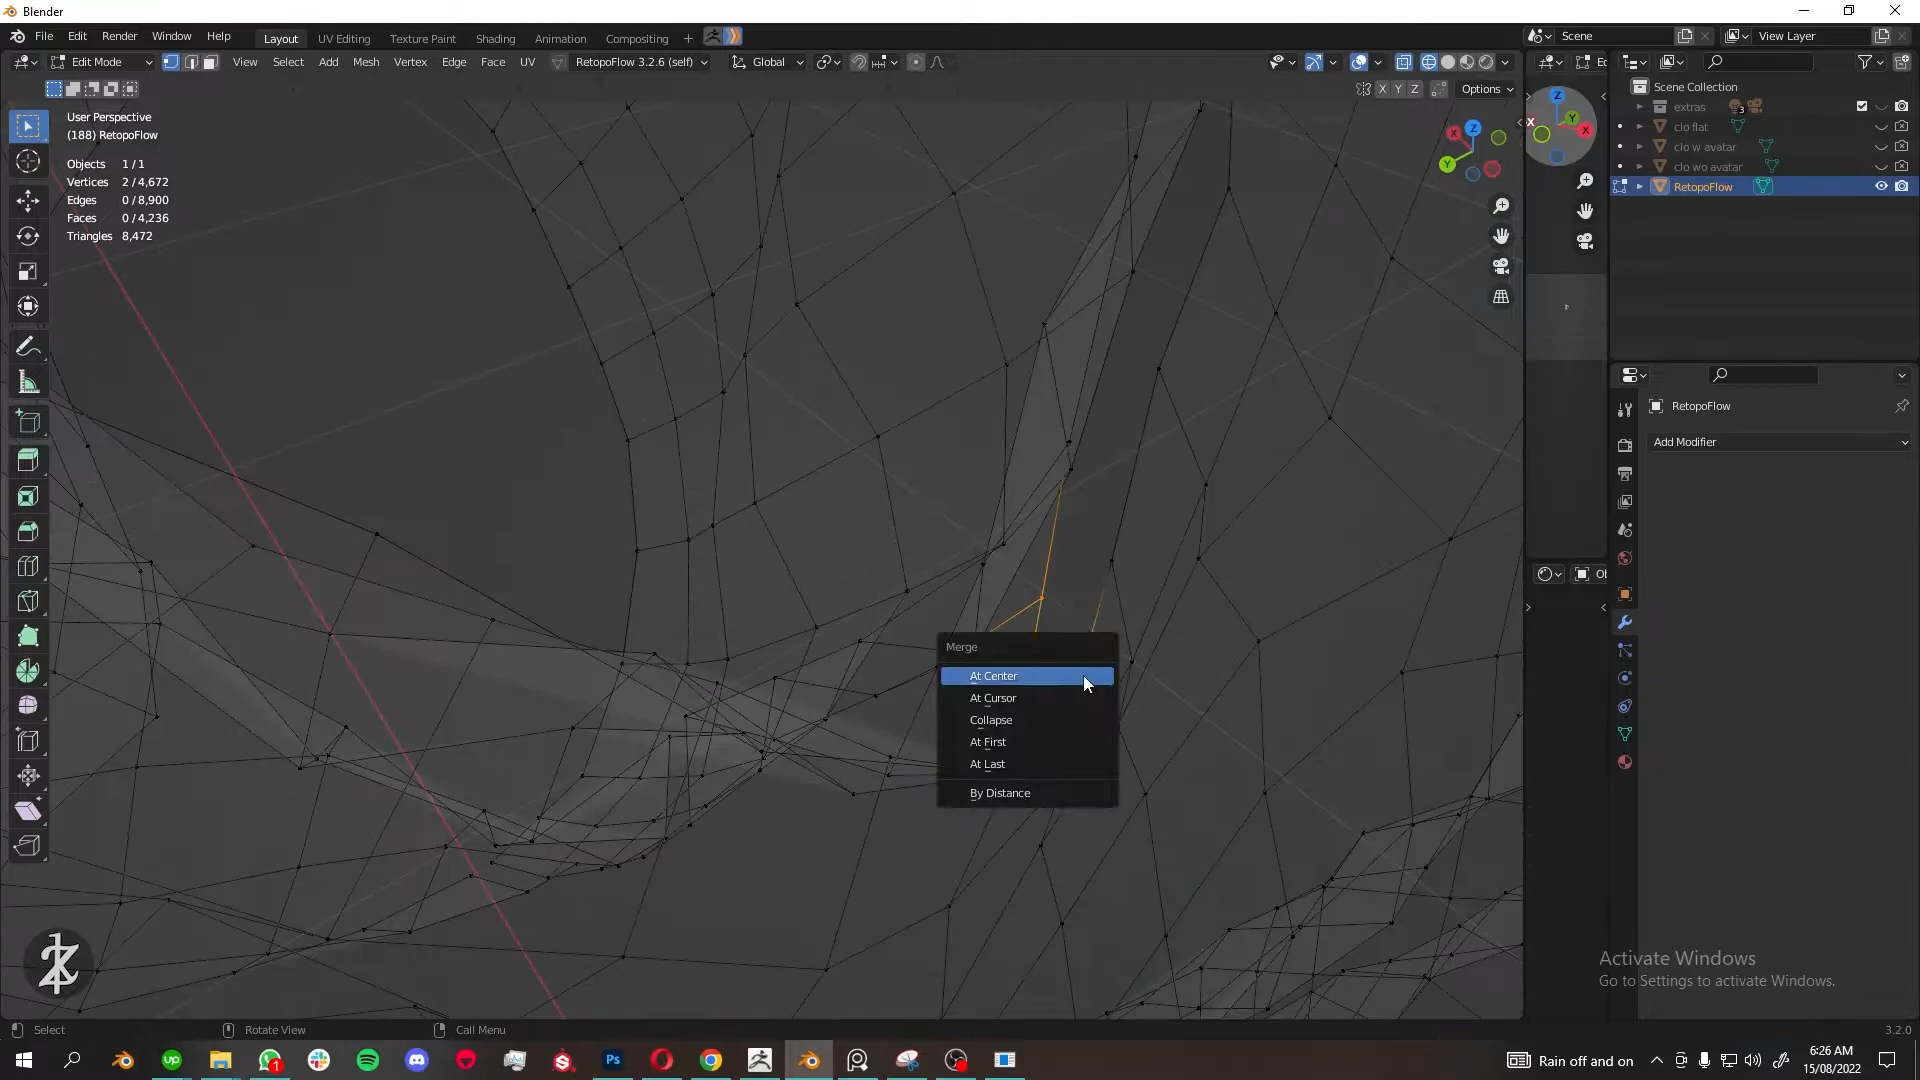 Blender
File Edit Render Window Help
Layout UV Editing Texture Paint Shading Animation Compositing +
Scene
View Layer
Edit Mode
View Select Add Mesh Vertex Edge Face UV
RetopoFlow 3.2.6 (self)
Global
X Y Z
Options
User Perspective
(188) RetopoFlow
Objects 1 / 1
Vertices 2 / 4,672
Edges 0 / 8,900
Faces 0 / 4,236
Triangles 8,472
X
Y
Z
Z
Y
X
X
Scene Collection
extras
3
clo flat
clo w avatar
clo wo avatar
RetopoFlow
RetopoFlow
Add Modifier
Merge
At Center
At Cursor
Collapse
At First
At Last
By Distance
Activate Windows
Go to Settings to activate Windows.
Select
Rotate View
Call Menu
3.2.0
up
1
Ps
Rain off and on
6:26 AM
15/08/2022